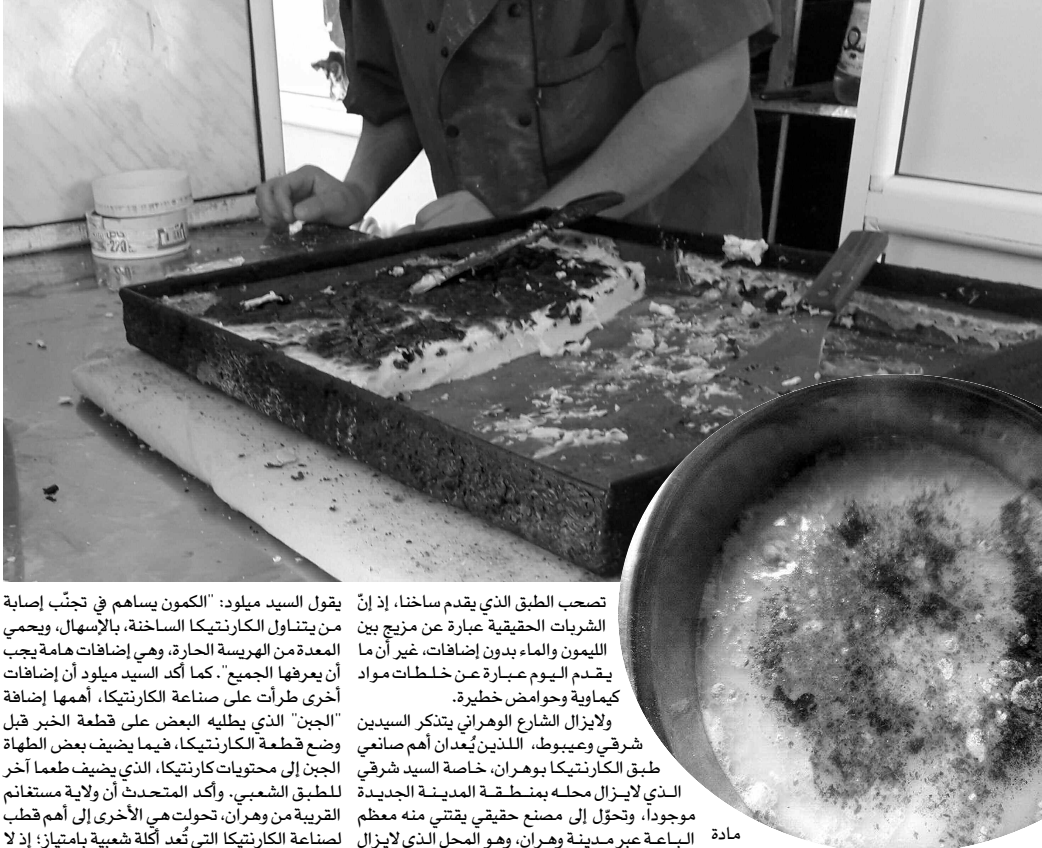 مادة
تصحب الطبق الذي يقدم ساخنا، إذ إنّ
الشربات الحقيقية عبارة عن مزيج بين
الليمون والماء بدون إضافات، غير أن ما
يقدم اليوم عبارة عن خلطات مواد
كيماوية وحوامض خطيرة.
ولايزال الشارع الوهراني يتذكر السيدين
شرقي وعيبوط، اللذين يُعدان أهم صانعي
طبق الكارنتيكا بوهران، خاصة السيد شرقي
الذي لايزال محله بمنطقة المدينة الجديدة
موجودا، وتحوّل إلى مصنع حقيقي يقتني منه معظم
الباعة عبر مدينة وهران، وهو المحل الذي لايزال
يقول السيد ميلود: "الكمون يساهم في تجنّب إصابة
من يتناول الكارنتيكا الساخنة، بالإسهال، ويحمي
المعدة من الهريسة الحارة، وهي إضافات هامة يجب
أن يعرفها الجميع". كما أكد السيد ميلود أن إضافات
أخرى طرأت على صناعة الكارنتيكا، أهمها إضافة
"الجبن" الذي يطليه البعض على قطعة الخبر قبل
وضع قطعة الكارنتيكا، فيما يضيف بعض الطهاة
الجبن إلى محتويات كارنتيكا، الذي يضيف طعما آخر
للطبق الشعبي. وأكد المتحدث أن ولاية مستغانم
القريبة من وهران، تحولت هي الأخرى إلى أهم قطب
لصناعة الكارنتيكا التي تُعد أكلة شعبية بامتياز؛ إذ لا